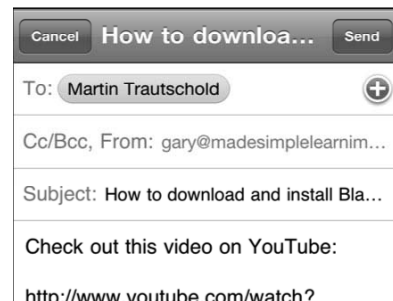 Cancel How to downloa... Send
To: Martin Trautschold
Cc/Bcc, From: gary@madesimplelearnim...
Subject: How to download and install Bla...
Check out this video on YouTube:
http://www.youtube.com/watch?